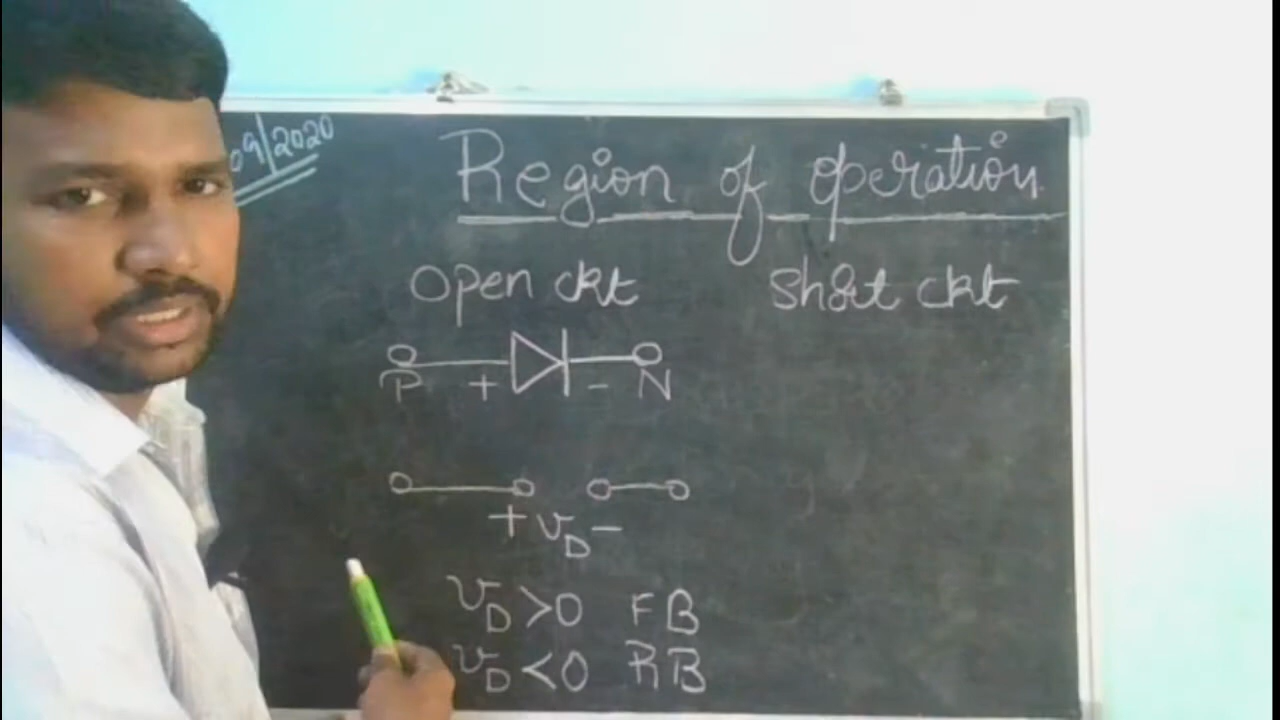 09/2020
Region of operation
open ckt short ckt
P + - N
+ VD -
VD >0 FB
VD <0 RB